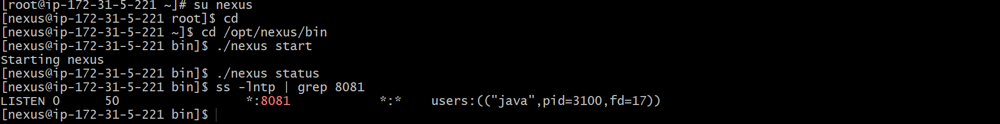 [root@ip-172-31-5-221 ~]# su nexus
[nexus@ip-172-31-5-221 root]$ cd
[nexus@ip-172-31-5-221 ~]$ cd /opt/nexus/bin
[nexus@ip-172-31-5-221 bin]$ ./nexus start
Starting nexus
[nexus@ip-172-31-5-221 bin]$ ./nexus status
[nexus@ip-172-31-5-221 bin]$ ss -lntp | grep 8081
LISTEN 0      50                 *:8081            *:*    users:(("java",pid=3100,fd=17))
[nexus@ip-172-31-5-221 bin]$